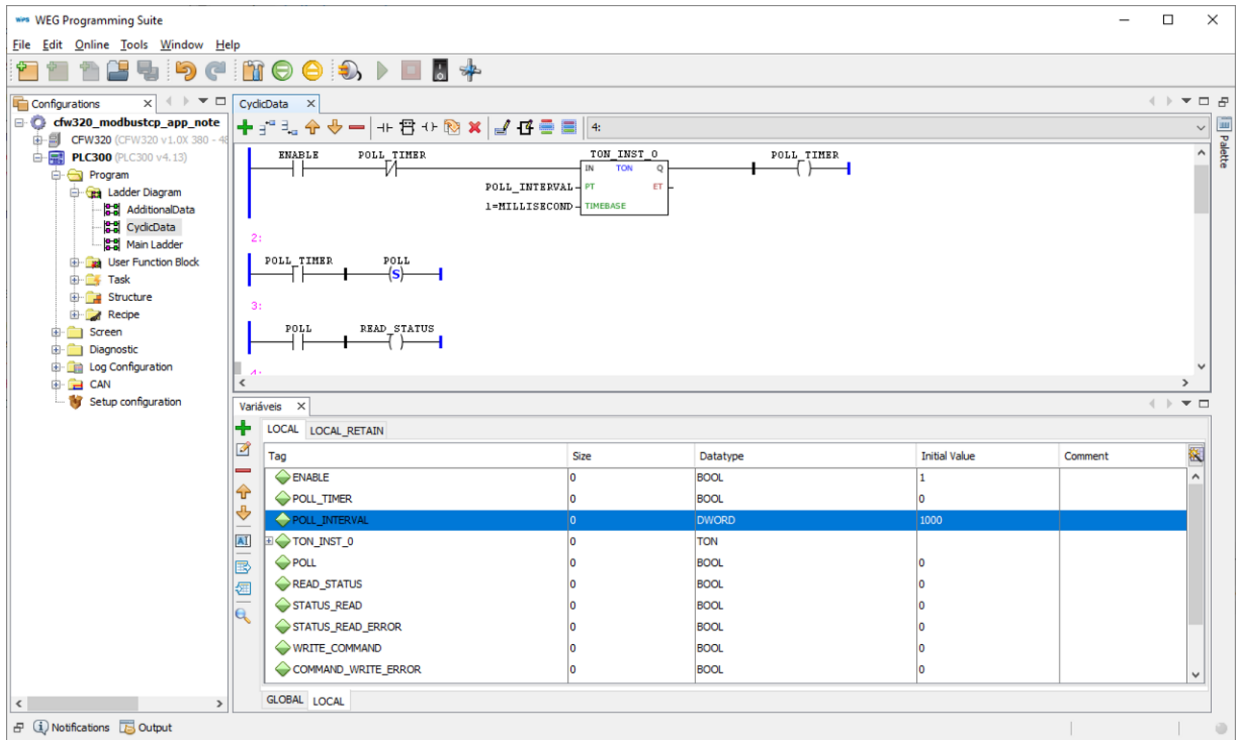 WPS WEG Programming Suite
File Edit Online Tools Window Help
Configurations
cfw320_modbustcp_app_note
CFW320 (CFW320 v1.0X 380 - 48
PLC300 (PLC300 v4.13)
Program
Ladder Diagram
AdditionalData
CyclicData
Main Ladder
User Function Block
Task
Structure
Recipe
Screen
Diagnostic
Log Configuration
CAN
Setup configuration
CyclicData
4:
Palette
ENABLE POLL_TIMER TON_INST_0 POLL_TIMER
IN TON Q
POLL_INTERVAL PT ET
1=MILLISECOND TIMEBASE
2:
POLL_TIMER POLL
S
3:
POLL READ_STATUS
4:
Variáveis
LOCAL LOCAL_RETAIN
Tag Size Datatype Initial Value Comment
ENABLE 0 BOOL 1
POLL_TIMER 0 BOOL 0
POLL_INTERVAL 0 DWORD 1000
TON_INST_0 0 TON
POLL 0 BOOL 0
READ_STATUS 0 BOOL 0
STATUS_READ 0 BOOL 0
STATUS_READ_ERROR 0 BOOL 0
WRITE_COMMAND 0 BOOL 0
COMMAND_WRITE_ERROR 0 BOOL 0
AI
GLOBAL LOCAL
Notifications Output